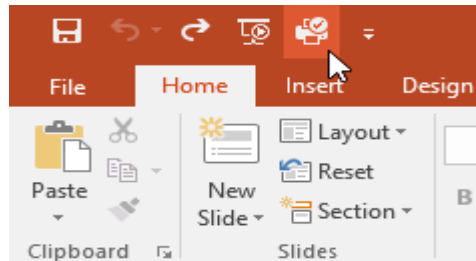 File Home Insert Design
Layout
Reset
Paste New
Slide Section
B
Clipboard Slides